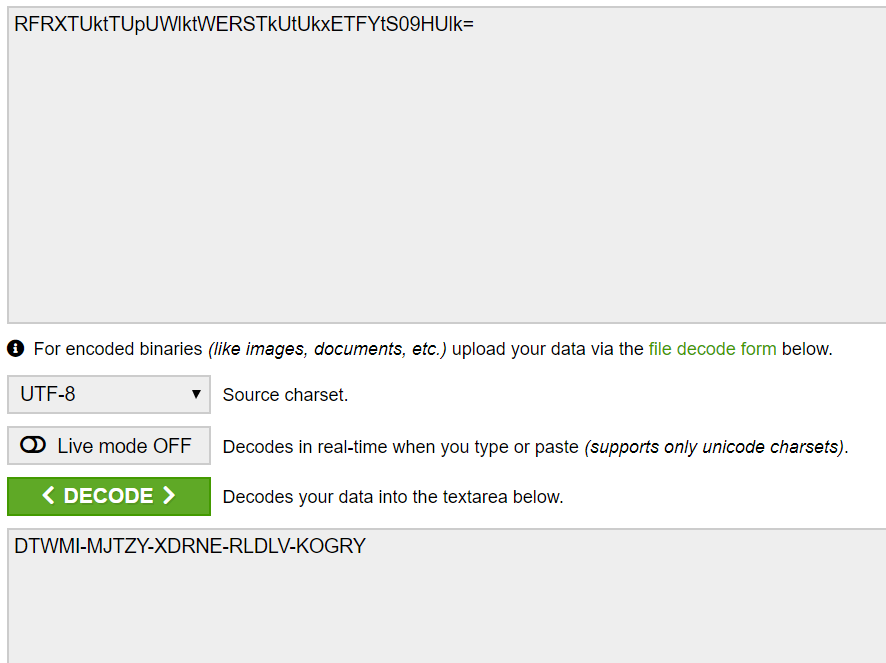 RFRXTUktTUpUWlktWERSTkUtUkxETFYtS09HUlk=
For encoded binaries (like images, documents, etc.) upload your data via the file decode form below.
UTF-8 Source charset.
Live mode OFF Decodes in real-time when you type or paste (supports only unicode charsets).
DECODE Decodes your data into the textarea below.
DTWMI-MJTZY-XDRNE-RLDLV-KOGRY